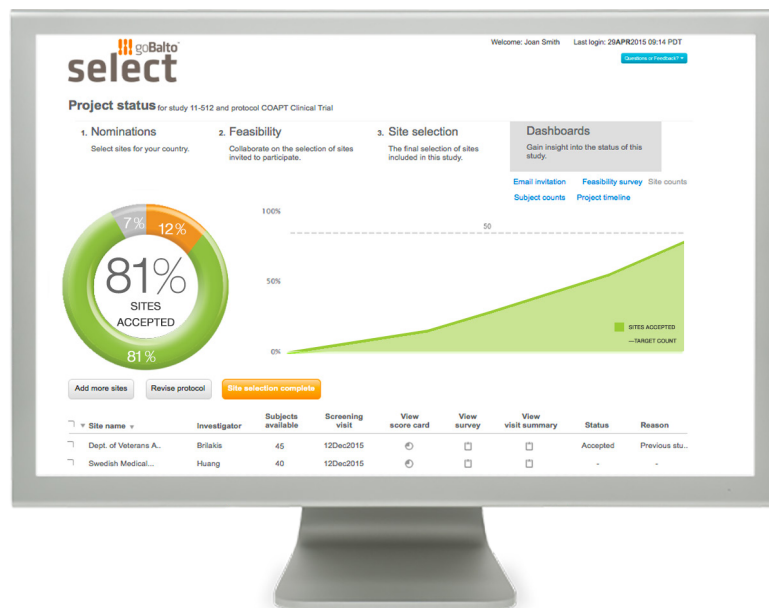 goBalto
select
Welcome: Joan Smith Last login: 29APR2015 09:14 PDT
Questions or Feedback?
Project status for study 11-512 and protocol COAPT Clinical Trial
1. Nominations
Select sites for your country.
2. Feasibility
Collaborate on the selection of sites
invited to participate.
3. Site selection
The final selection of sites
included in this study.
Dashboards
Gain insight into the status of this
study.
Email invitation Feasibility survey Site counts
Subject counts Project timeline
7%
12%
81%
SITES
ACCEPTED
81%
100%
50
50%
0%
SITES ACCEPTED
—TARGET COUNT
Add more sites Revise protocol Site selection complete
Site name Investigator Subjects available Screening visit View score card View survey View visit summary Status Reason
Dept. of Veterans A.. Brilakis 45 12Dec2015 Accepted Previous stu..
Swedish Medical... Huang 40 12Dec2015 - -